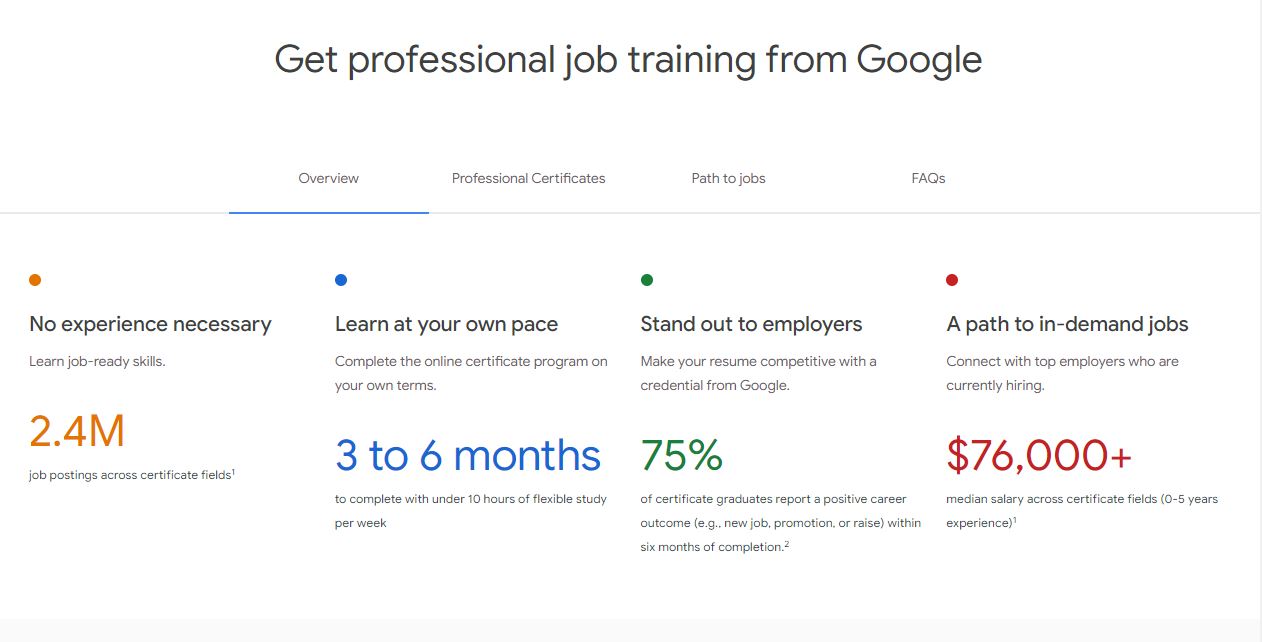 Get professional job training from Google
Overview
Professional Certificates
Path to jobs
FAQs
No experience necessary
Learn job-ready skills.
2.4M
job postings across certificate fields¹
Learn at your own pace
Complete the online certificate program on
your own terms.
3 to 6 months
to complete with under 10 hours of flexible study
per week
Stand out to employers
Make your resume competitive with a
credential from Google.
75%
of certificate graduates report a positive career
outcome (e.g., new job, promotion, or raise) within
six months of completion.²
A path to in-demand jobs
Connect with top employers who are
currently hiring.
$76,000+
median salary across certificate fields (0-5 years
experience)¹